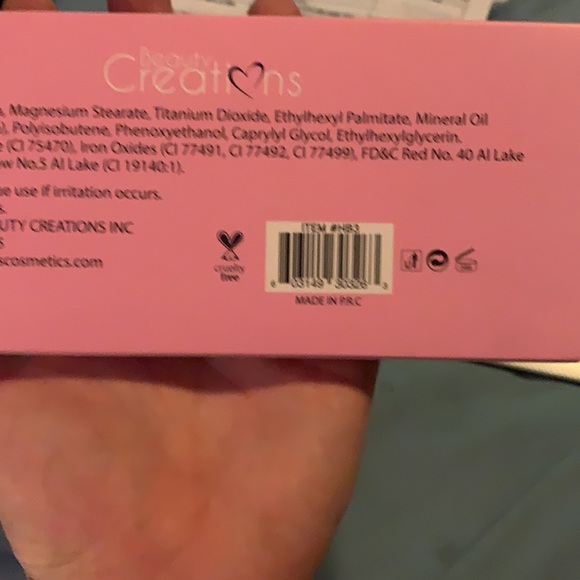 Beauty
Creations
Magnesium Stearate, Titanium Dioxide, Ethylhexyl Palmitate, Mineral Oil
Polyisobutene, Phenoxyethanol, Caprylyl Glycol, Ethylhexylglycerin.
(CI 75470), Iron Oxides (CI 77491, CI 77492, CI 77499), FD&C Red No. 40 Al Lake
No.5 Al Lake (CI 19140:1).
use if irritation occurs.
UTY CREATIONS INC
scosmetics.com
cruelty
free
ITEM #HB3
MADE IN P.R.C